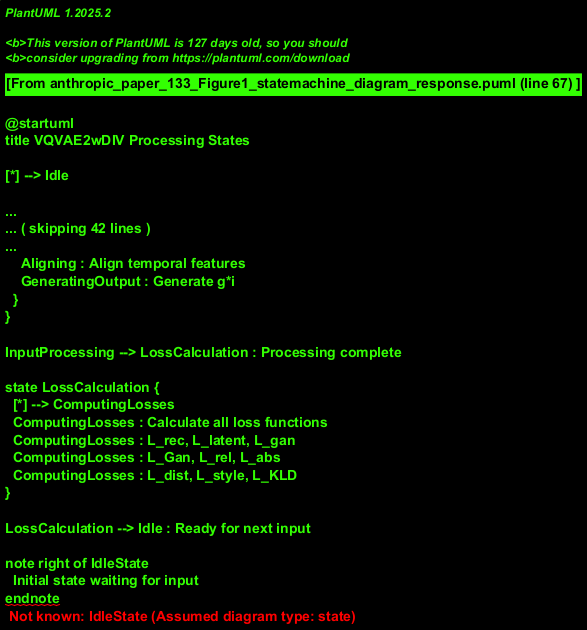 PlantUML 1.2025.2
<b>This version of PlantUML is 127 days old, so you should
<b>consider upgrading from https://plantuml.com/download
[From anthropic_paper_133_Figure1_statemachine_diagram_response.puml (line 67) ]
@startuml
title VQVAE2wDIV Processing States
[*] --> Idle
...
... ( skipping 42 lines )
...
Aligning : Align temporal features
GeneratingOutput : Generate g*i
}
}
InputProcessing --> LossCalculation : Processing complete
state LossCalculation {
[*] --> ComputingLosses
ComputingLosses : Calculate all loss functions
ComputingLosses : L_rec, L_latent, L_gan
ComputingLosses : L_Gan, L_rel, L_abs
ComputingLosses : L_dist, L_style, L_KLD
}
LossCalculation --> Idle : Ready for next input
note right of IdleState
Initial state waiting for input
endnote
Not known: IdleState (Assumed diagram type: state)